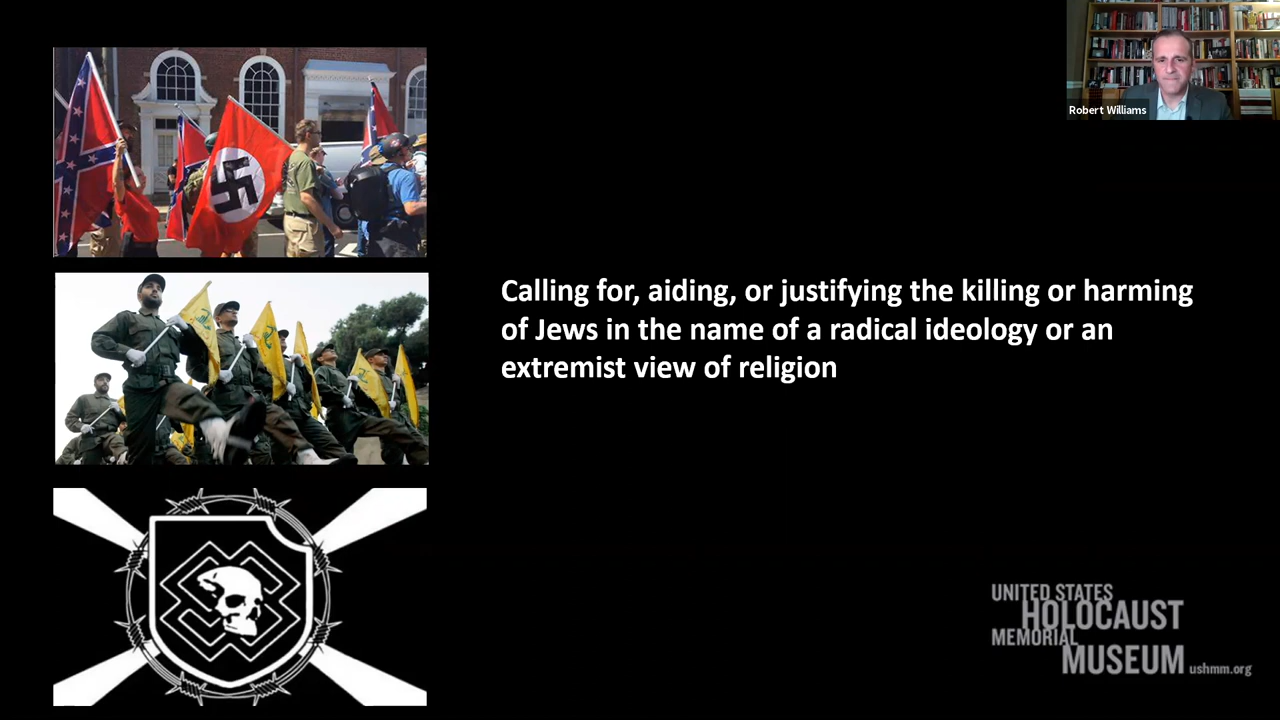 Robert Williams
Calling for, aiding, or justifying the killing or harming
of Jews in the name of a radical ideology or an
extremist view of religion
UNITED STATES
HOLOCAUST
MEMORIAL
MUSEUM ushmm.org